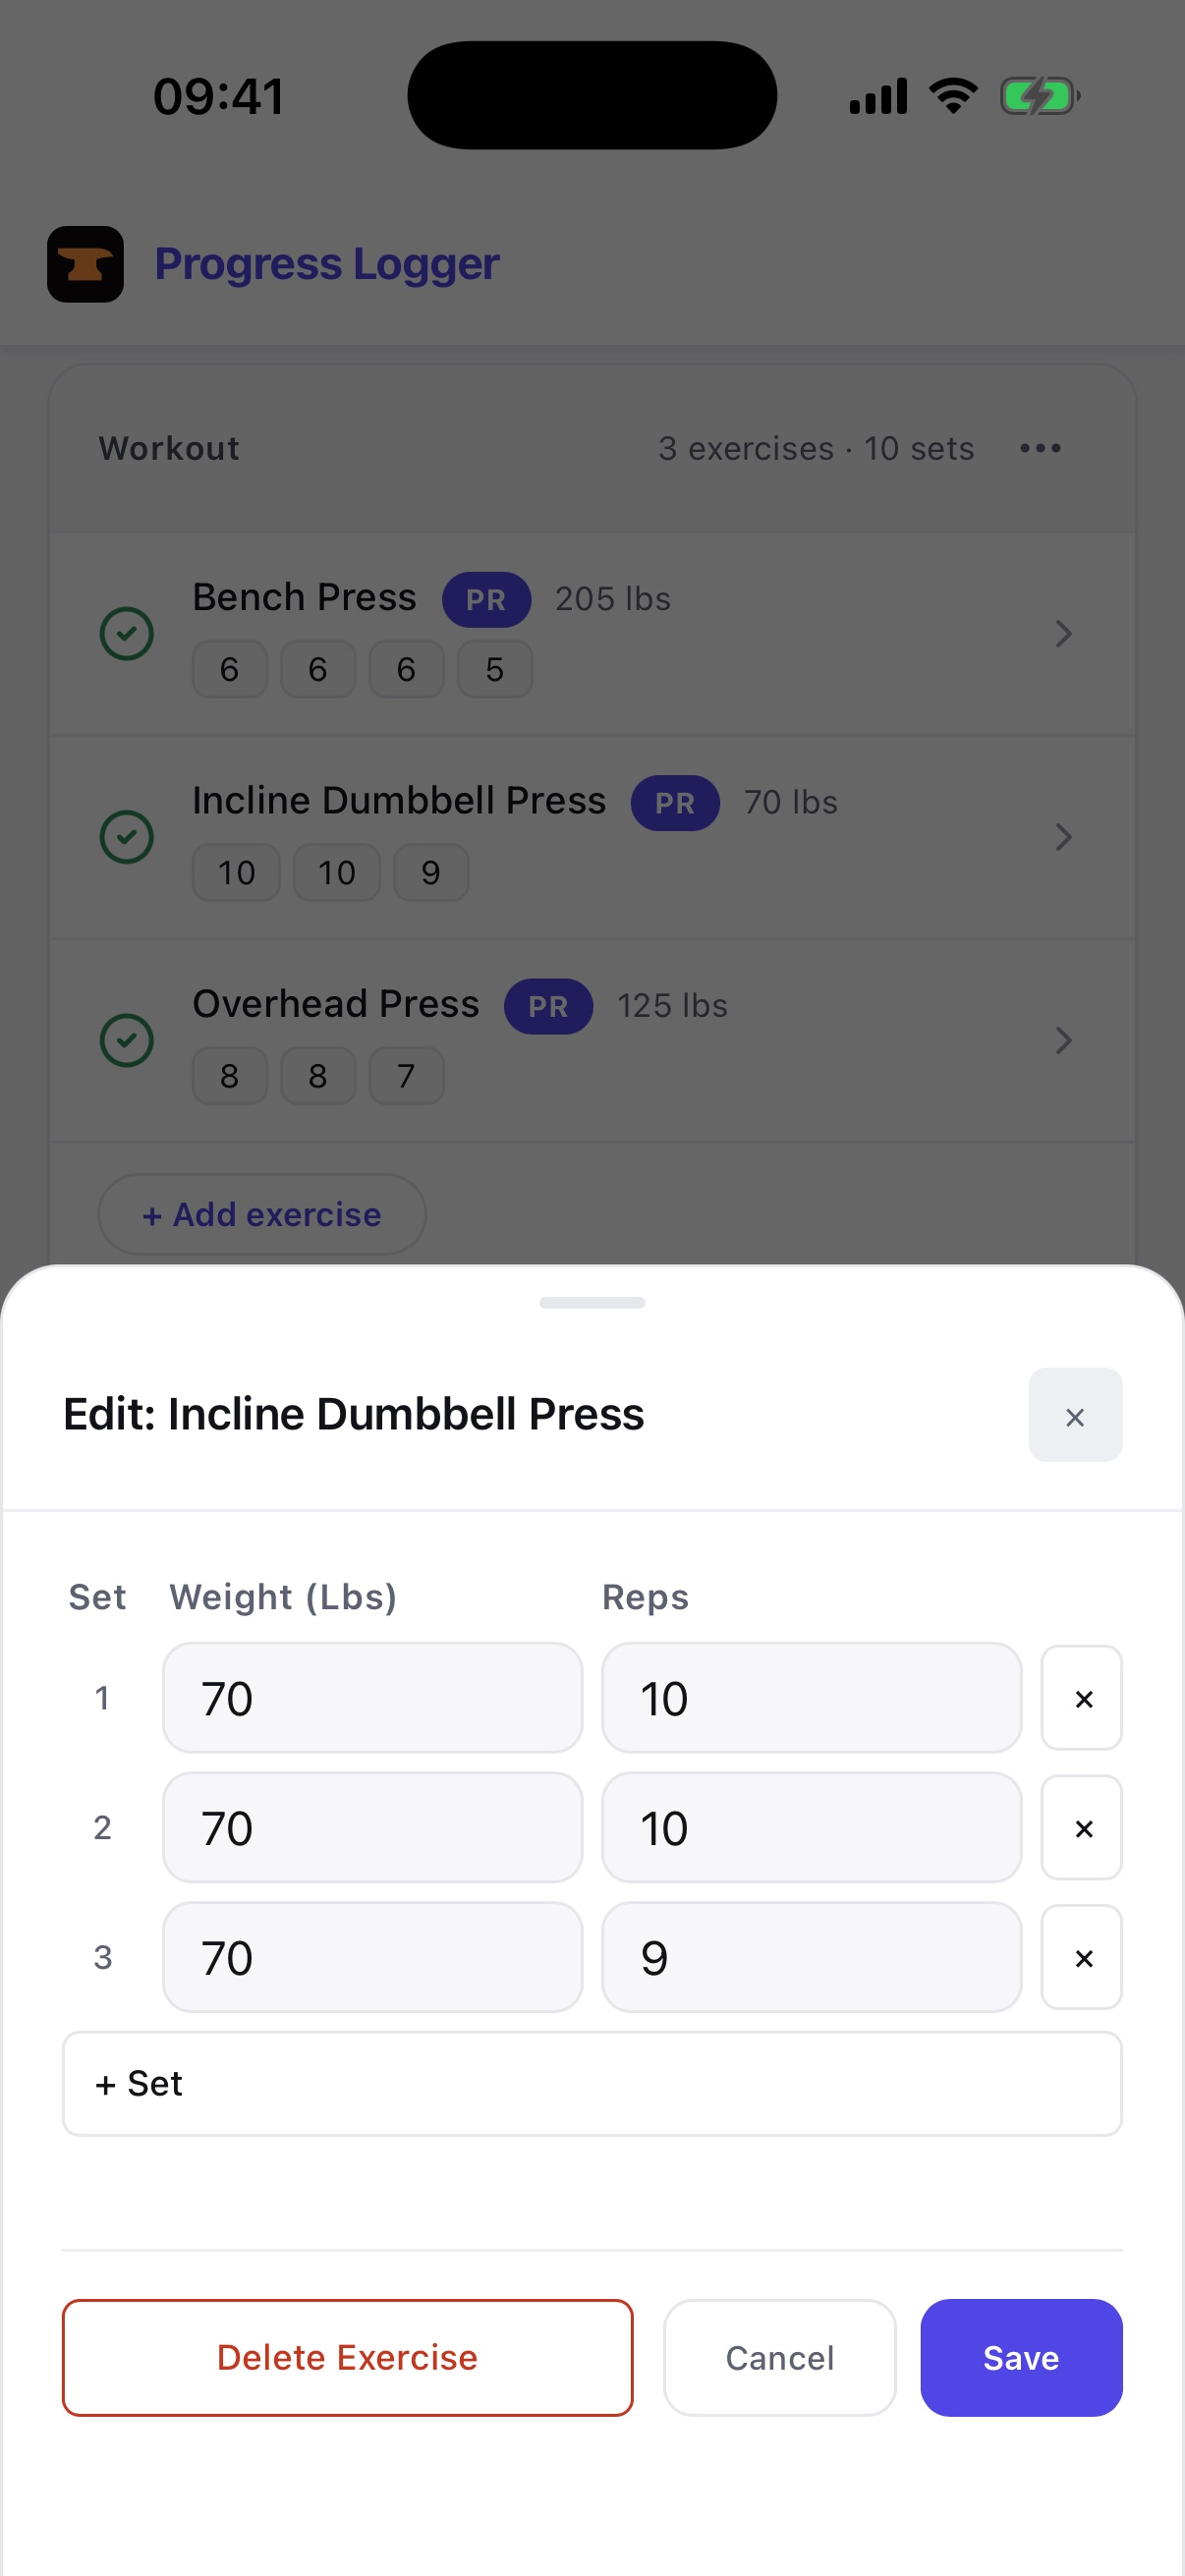 09:41
Progress Logger
Workout 3 exercises · 10 sets •••
Bench Press PR 205 lbs
6 6 6 5
Incline Dumbbell Press PR 70 lbs
10 10 9
Overhead Press PR 125 lbs
8 8 7
+ Add exercise
Edit: Incline Dumbbell Press ×
Set Weight (Lbs) Reps
1 70 10 ×
2 70 10 ×
3 70 9 ×
+ Set
Delete Exercise Cancel Save